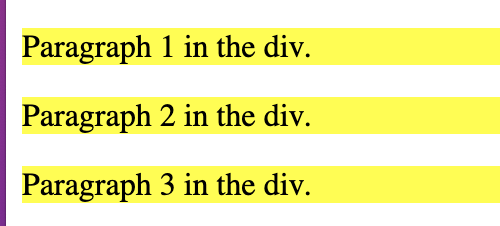 Paragraph 1 in the div.
Paragraph 2 in the div.
Paragraph 3 in the div.